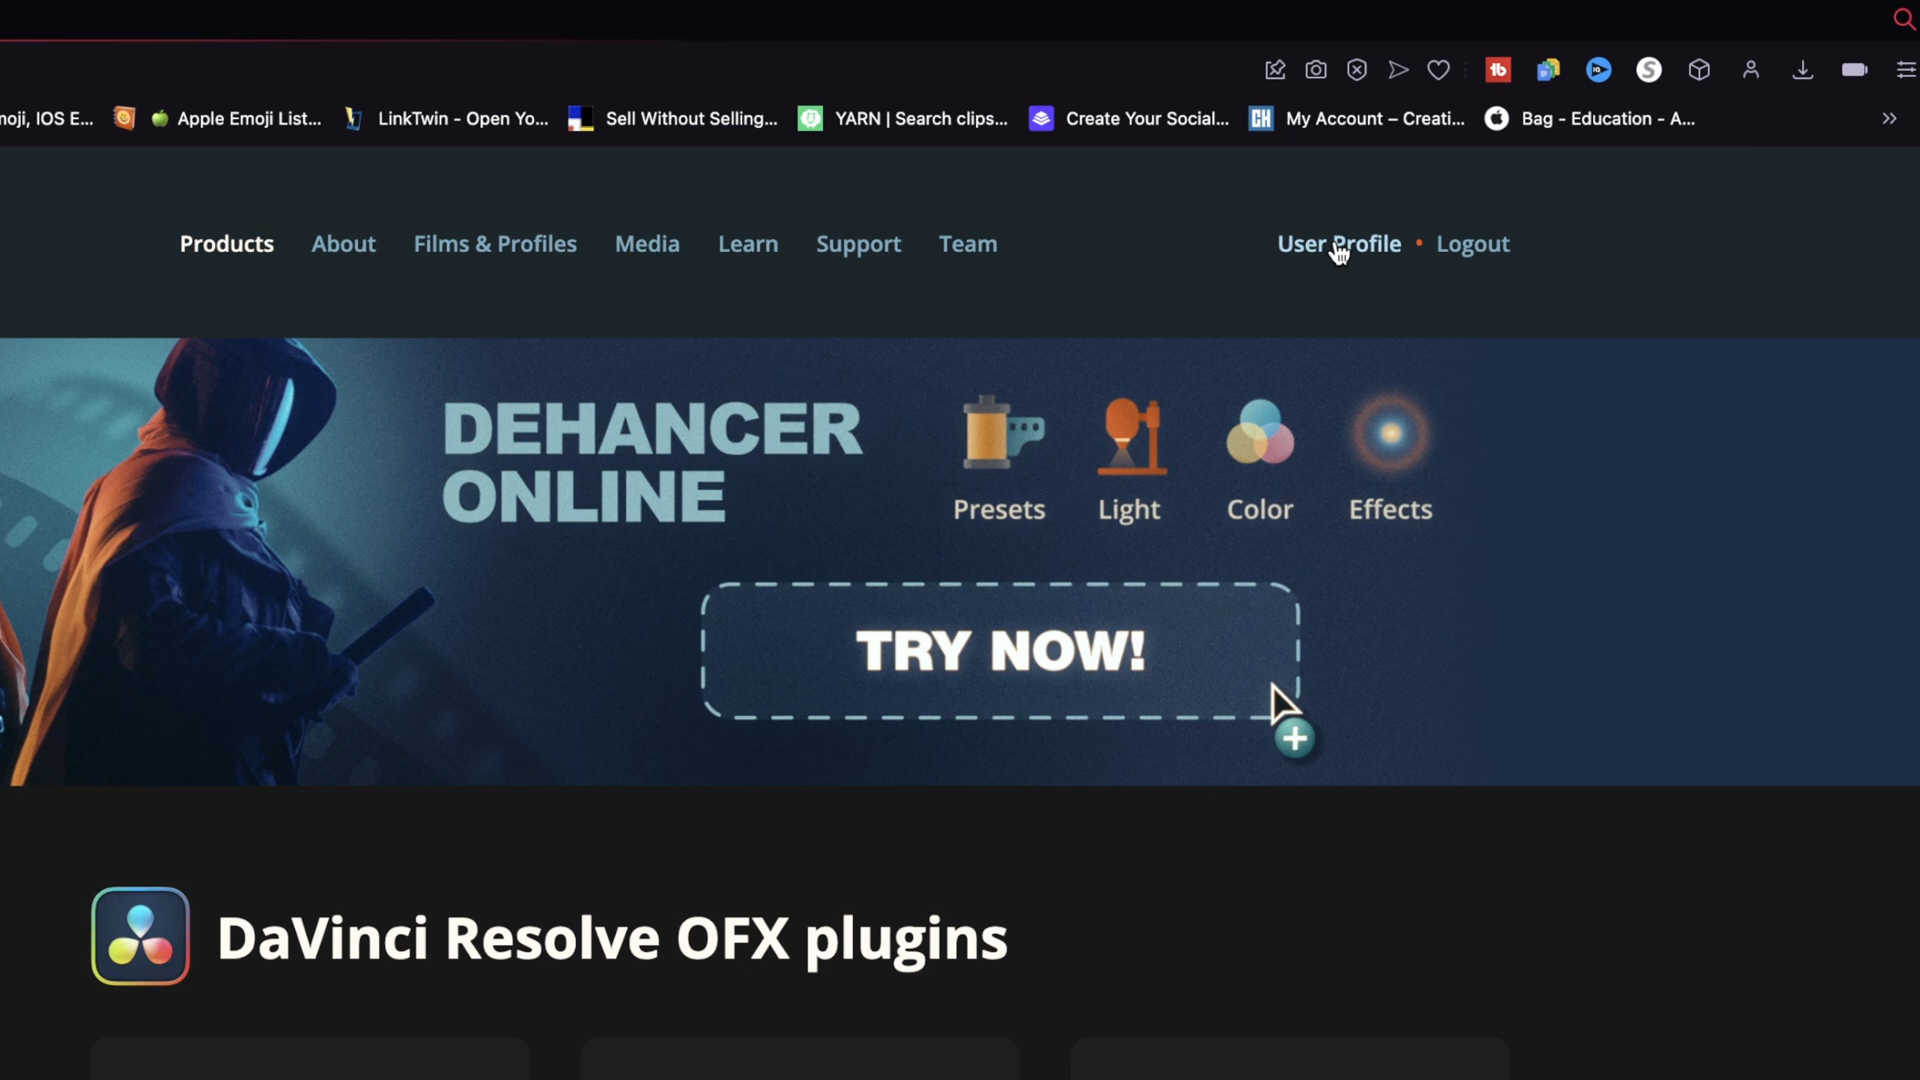 moji, IOS E...
Apple Emoji List...
LinkTwin - Open Yo...
Sell Without Selling...
YARN | Search clips...
Create Your Social...
CH
My Account – Creati...
Bag - Education - A...
Products
About
Films & Profiles
Media
Learn
Support
Team
User Profile • Logout
DEHANCER
ONLINE
Presets
Light
Color
Effects
TRY NOW!
DaVinci Resolve OFX plugins